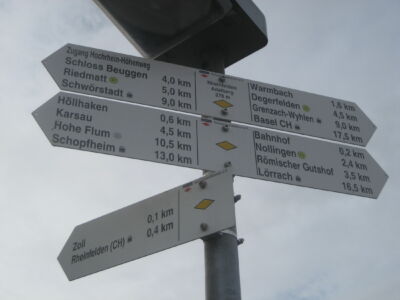 Zugang Hochrhein-Höhenweg
Schloss Beuggen 4,0 km
Riedmatt 5,0 km
Schwörstadt 9,0 km
Rheinfelden
Adelberg
278 m
Warmbach 1,6 km
Degerfelden 4,5 km
Grenzach-Wyhlen 9,0 km
Basel CH 17,5 km
Höllhaken 0,6 km
Karsau 4,5 km
Hohe Flum 10,5 km
Schopfheim 13,0 km
Bahnhof 0,2 km
Nollingen 2,4 km
Römischer Gutshof 3,5 km
Lörrach 16,5 km
0,1 km
Zoll
0,4 km
Rheinfelden (CH)